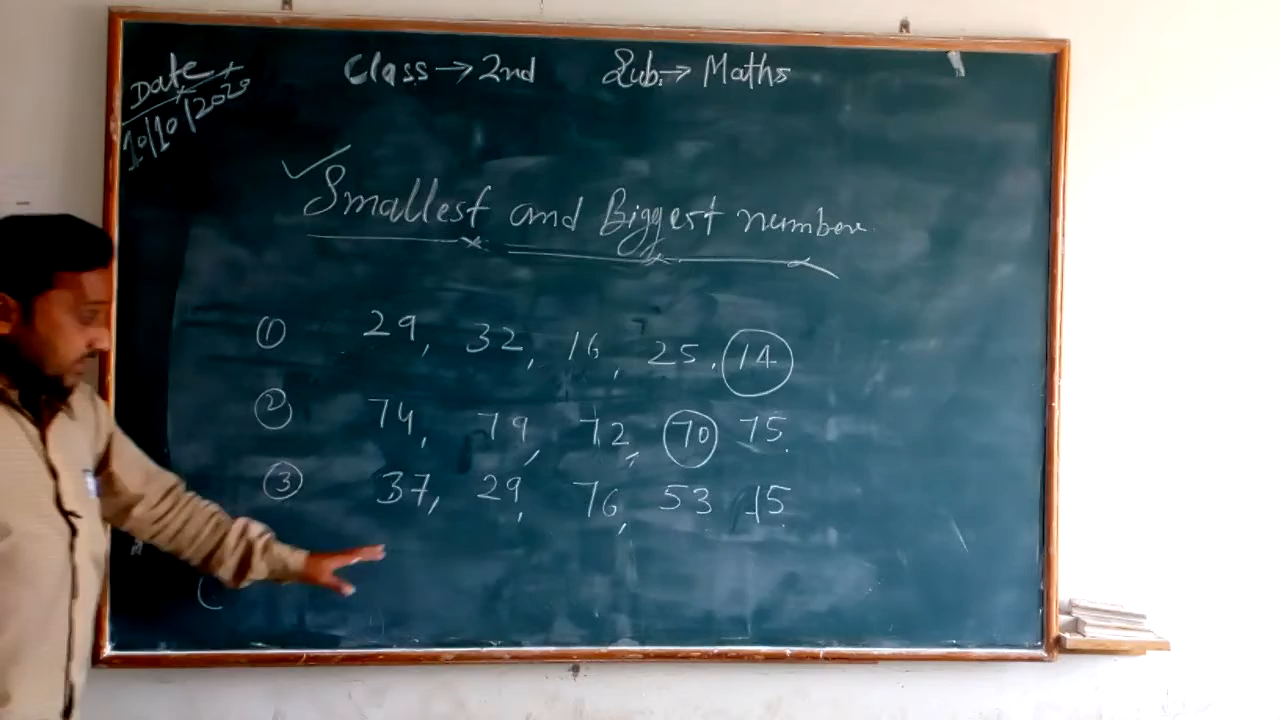 Date
10/10/2020
Class → 2nd Sub. → Maths
Smallest and Biggest number
① 29, 32, 16, 25, 14
② 74, 79, 72, 70 75.
③ 37, 29, 76, 53 15